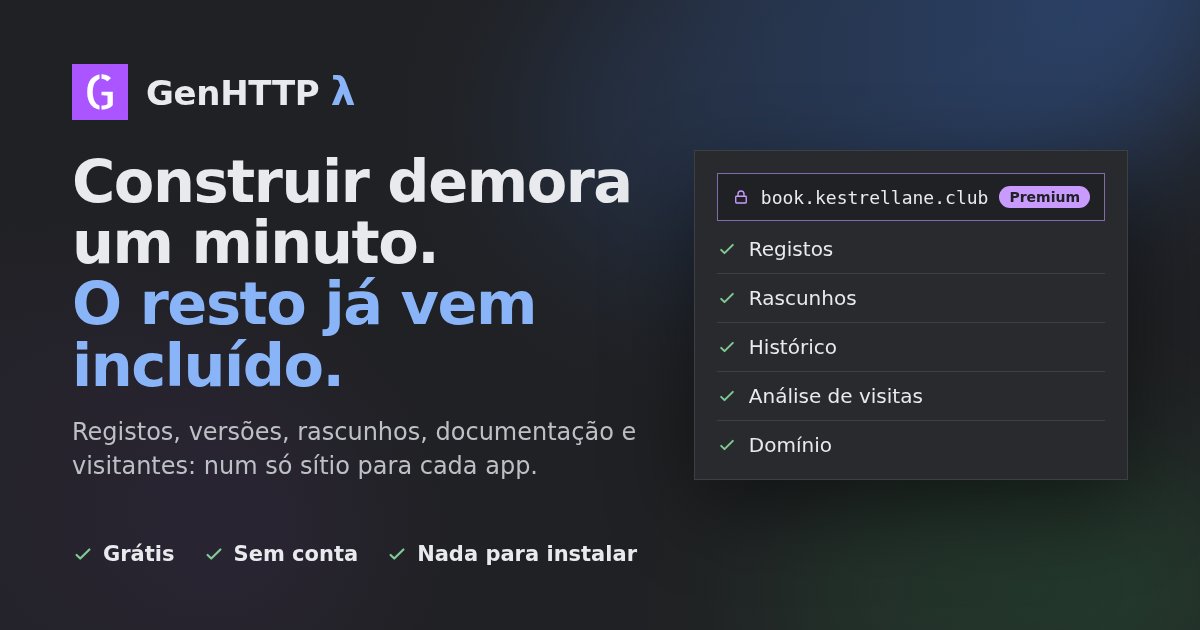 GenHTTP λ
Construir demora
um minuto.
O resto já vem
incluído.
Registos, versões, rascunhos, documentação e
visitantes: num só sítio para cada app.
Grátis
Sem conta
Nada para instalar
book.kestrellane.club
Premium
Registos
Rascunhos
Histórico
Análise de visitas
Domínio